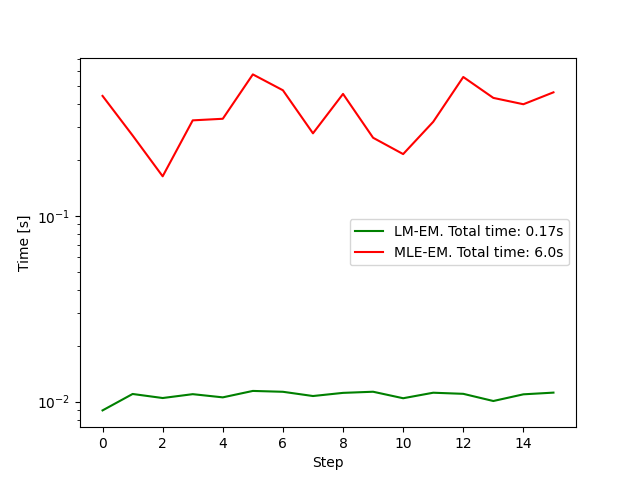 Time [s]
10⁻¹
10⁻²
LM-EM. Total time: 0.17s
MLE-EM. Total time: 6.0s
0 2 4 6 8 10 12 14
Step